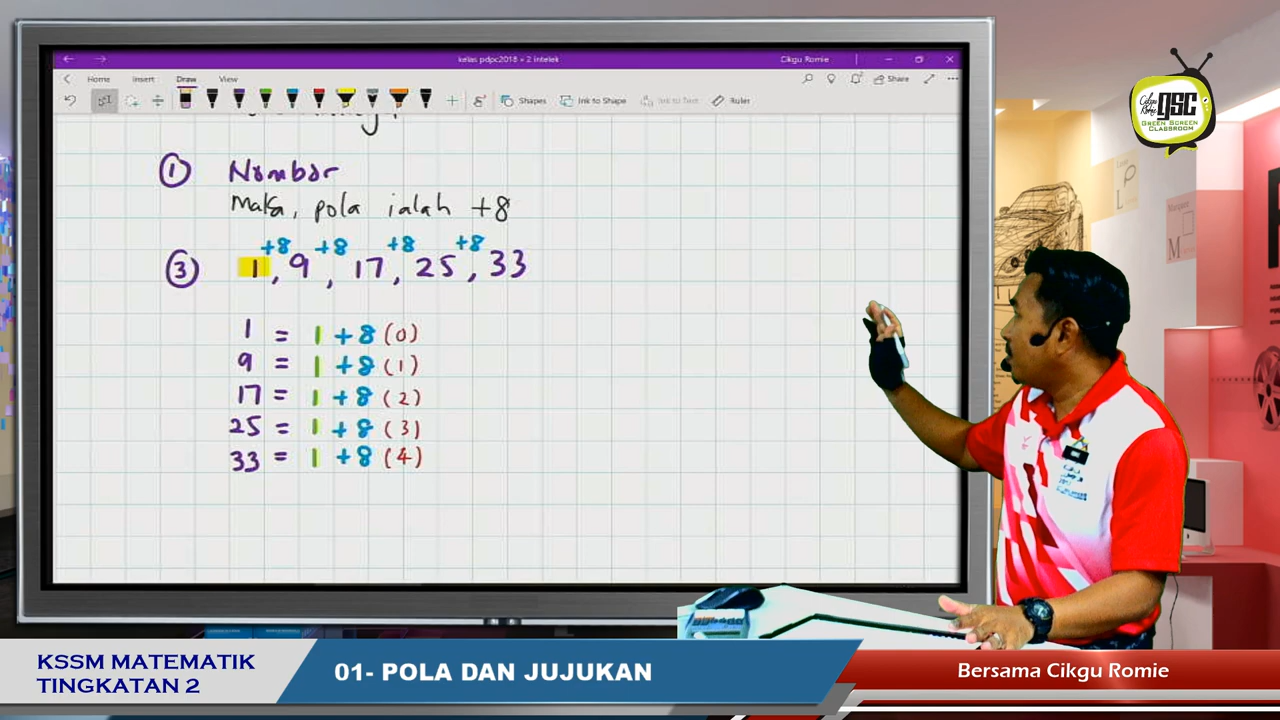 kelas pdpc2018 » 2 intelek
Cikgu Romie
Home Insert Draw View
Share
Shapes Ink to Shape Ink to Text Ruler
1 Nombor
Maka, pola ialah +8
+8 +8 +8 +8
3 1, 9, 17, 25, 33
1 = 1 +8 (0)
9 = 1 +8 (1)
17 = 1 +8 (2)
25 = 1 +8 (3)
33 = 1 +8 (4)
Cikgu Romie GSC
GREEN SCREEN
CLASSROOM
KSSM MATEMATIK
TINGKATAN 2
01- POLA DAN JUJUKAN
Bersama Cikgu Romie